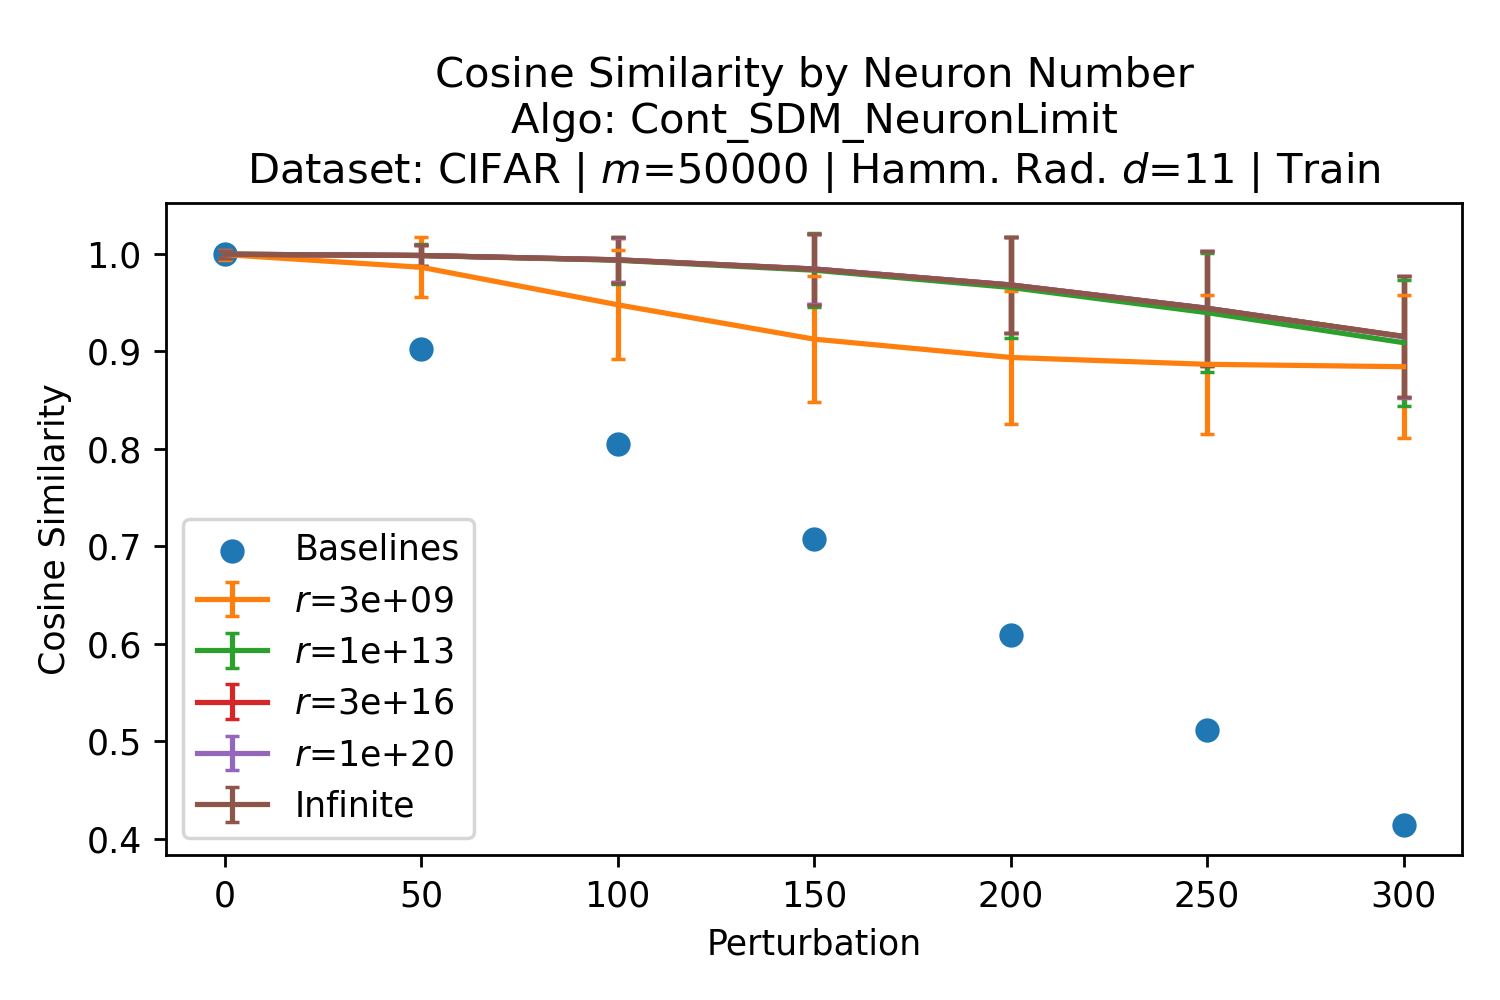 Cosine Similarity by Neuron Number
Algo: Cont_SDM_NeuronLimit
Dataset: CIFAR | m=50000 | Hamm. Rad. d=11 | Train
Cosine Similarity
1.0
0.9
0.8
0.7
0.6
0.5
0.4
Baselines
r=3e+09
r=1e+13
r=3e+16
r=1e+20
Infinite
0 50 100 150 200 250 300
Perturbation